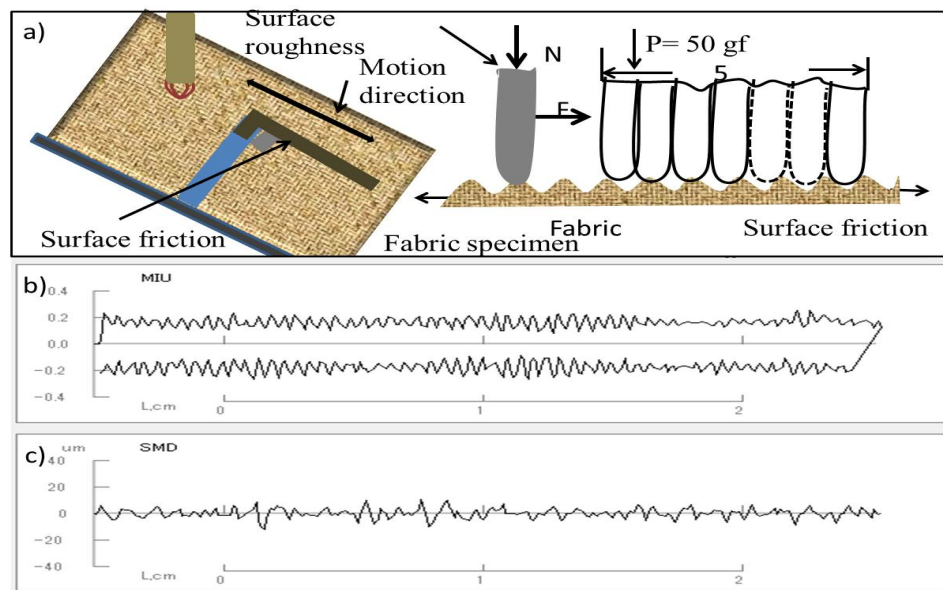 a)
Surface
roughness
Motion
direction
Surface friction
Fabric specimen
N
F
P= 50 gf
5
Fabric
Surface friction
b)
MIU
0.4
0.2
0.0
-0.2
-0.4
L,cm
0
1
2
c)
um
SMD
40
20
0
-20
-40
L,cm
0
1
2